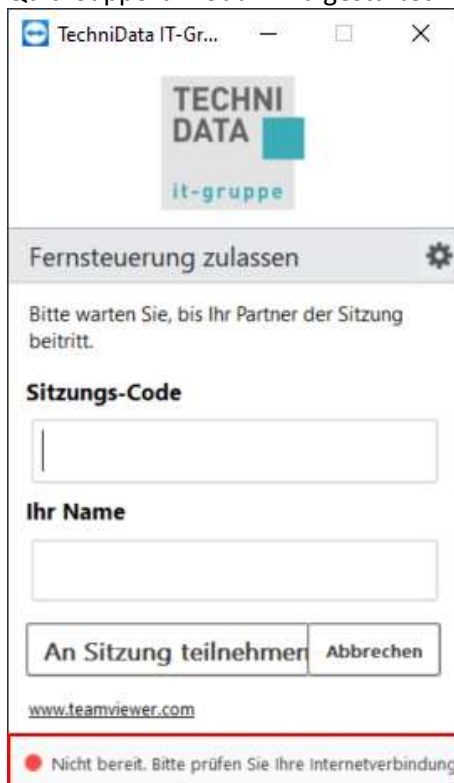 TechniData IT-Gr...
TECHNI
DATA
it-gruppe
Fernsteuerung zulassen
Bitte warten Sie, bis Ihr Partner der Sitzung
beitritt.
Sitzungs-Code
Ihr Name
An Sitzung teilnehmen Abbrechen
www.teamviewer.com
Nicht bereit. Bitte prüfen Sie Ihre Internetverbindung